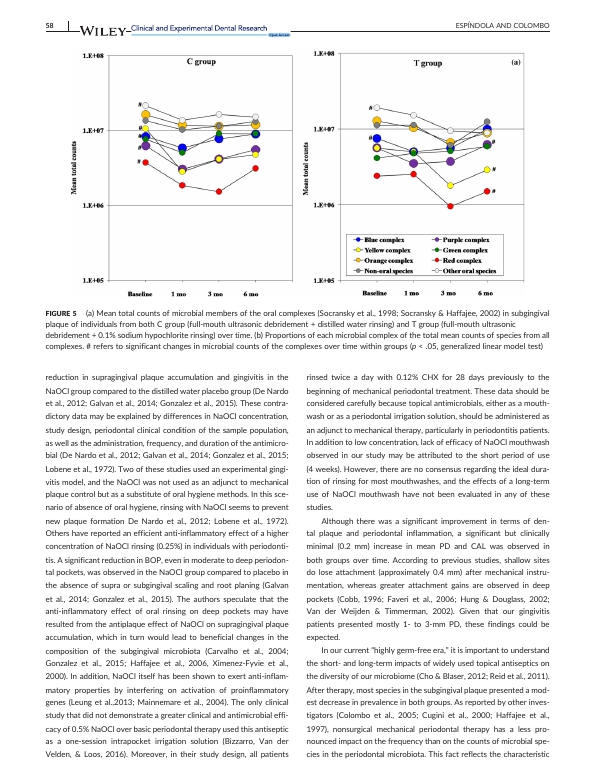 58
WILEY Clinical and Experimental Dental Research
Open Access
ESPÍNDOLA AND COLOMBO
C group
1.E+08
1.E+07
1.E+06
1.E+05
Mean total counts
#
#
#
#
#
Baseline 1 mo 3 mo 6 mo
T group
(a)
1.E+08
1.E+07
1.E+06
1.E+05
Mean total counts
#
#
#
#
#
Blue complex Purple complex
Yellow complex Green complex
Orange complex Red complex
Non-oral species Other oral species
Baseline 1 mo 3 mo 6 mo
FIGURE 5 (a) Mean total counts of microbial members of the oral complexes (Socransky et al., 1998; Socransky & Haffajee, 2002) in subgingival
plaque of individuals from both C group (full-mouth ultrasonic debridement + distilled water rinsing) and T group (full-mouth ultrasonic
debridement + 0.1% sodium hypochlorite rinsing) over time. (b) Proportions of each microbial complex of the total mean counts of species from all
complexes. # refers to significant changes in microbial counts of the complexes over time within groups (p < .05, generalized linear model test)
reduction in supragingival plaque accumulation and gingivitis in the
NaOCl group compared to the distilled water placebo group (De Nardo
et al., 2012; Galvan et al., 2014; Gonzalez et al., 2015). These contra-
dictory data may be explained by differences in NaOCl concentration,
study design, periodontal clinical condition of the sample population,
as well as the administration, frequency, and duration of the antimicro-
bial (De Nardo et al., 2012; Galvan et al., 2014; Gonzalez et al., 2015;
Lobene et al., 1972). Two of these studies used an experimental gingi-
vitis model, and the NaOCl was not used as an adjunct to mechanical
plaque control but as a substitute of oral hygiene methods. In this sce-
nario of absence of oral hygiene, rinsing with NaOCl seems to prevent
new plaque formation De Nardo et al., 2012; Lobene et al., 1972).
Others have reported an efficient anti-inflammatory effect of a higher
concentration of NaOCl rinsing (0.25%) in individuals with periodonti-
tis. A significant reduction in BOP, even in moderate to deep periodon-
tal pockets, was observed in the NaOCl group compared to placebo in
the absence of supra or subgingival scaling and root planing (Galvan
et al., 2014; Gonzalez et al., 2015). The authors speculate that the
anti-inflammatory effect of oral rinsing on deep pockets may have
resulted from the antiplaque effect of NaOCl on supragingival plaque
accumulation, which in turn would lead to beneficial changes in the
composition of the subgingival microbiota (Carvalho et al., 2004;
Gonzalez et al., 2015; Haffajee et al., 2006, Ximenez-Fyvie et al.,
2000). In addition, NaOCl itself has been shown to exert anti-inflam-
matory properties by interfering on activation of proinflammatory
genes (Leung et al.,2013; Mainnemare et al., 2004). The only clinical
study that did not demonstrate a greater clinical and antimicrobial effi-
cacy of 0.5% NaOCl over basic periodontal therapy used this antiseptic
as a one-session intrapocket irrigation solution (Bizzarro, Van der
Velden, & Loos, 2016). Moreover, in their study design, all patients
rinsed twice a day with 0.12% CHX for 28 days previously to the
beginning of mechanical periodontal treatment. These data should be
considered carefully because topical antimicrobials, either as a mouth-
wash or as a periodontal irrigation solution, should be administered as
an adjunct to mechanical therapy, particularly in periodontitis patients.
In addition to low concentration, lack of efficacy of NaOCl mouthwash
observed in our study may be attributed to the short period of use
(4 weeks). However, there are no consensus regarding the ideal dura-
tion of rinsing for most mouthwashes, and the effects of a long-term
use of NaOCl mouthwash have not been evaluated in any of these
studies.
Although there was a significant improvement in terms of den-
tal plaque and periodontal inflammation, a significant but clinically
minimal (0.2 mm) increase in mean PD and CAL was observed in
both groups over time. According to previous studies, shallow sites
do lose attachment (approximately 0.4 mm) after mechanical instru-
mentation, whereas greater attachment gains are observed in deep
pockets (Cobb, 1996; Faveri et al., 2006; Hung & Douglass, 2002;
Van der Weijden & Timmerman, 2002). Given that our gingivitis
patients presented mostly 1- to 3-mm PD, these findings could be
expected.
In our current "highly germ-free era," it is important to understand
the short- and long-term impacts of widely used topical antiseptics on
the diversity of our microbiome (Cho & Blaser, 2012; Reid et al., 2011).
After therapy, most species in the subgingival plaque presented a mod-
est decrease in prevalence in both groups. As reported by other inves-
tigators (Colombo et al., 2005; Cugini et al., 2000; Haffajee et al.,
1997), nonsurgical mechanical periodontal therapy has a less pro-
nounced impact on the frequency than on the counts of microbial spe-
cies in the periodontal microbiota. This fact reflects the characteristic